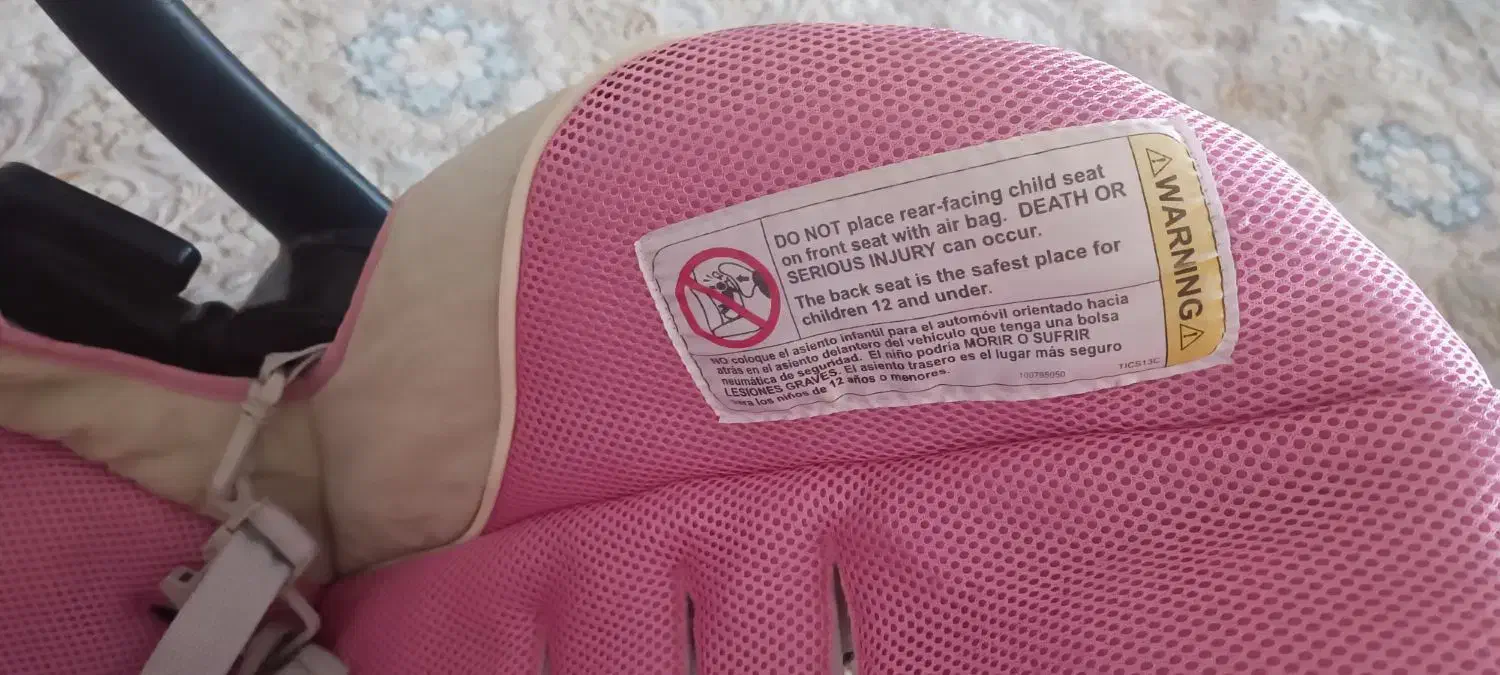 DO NOT place rear-facing child seat
on front seat with air bag. DEATH OR
SERIOUS INJURY can occur.
The back seat is the safest place for
children 12 and under.
NO coloque el asiento infantil para el automóvil orientado hacia
atrás en el asiento delantero del vehículo que tenga una bolsa
neumática de seguridad. El niño podría MORIR O SUFRIR
LESIONES GRAVES. El asiento trasero es el lugar más seguro
para los niños de 12 años o menores.
100795050
TICS13C
WARNING